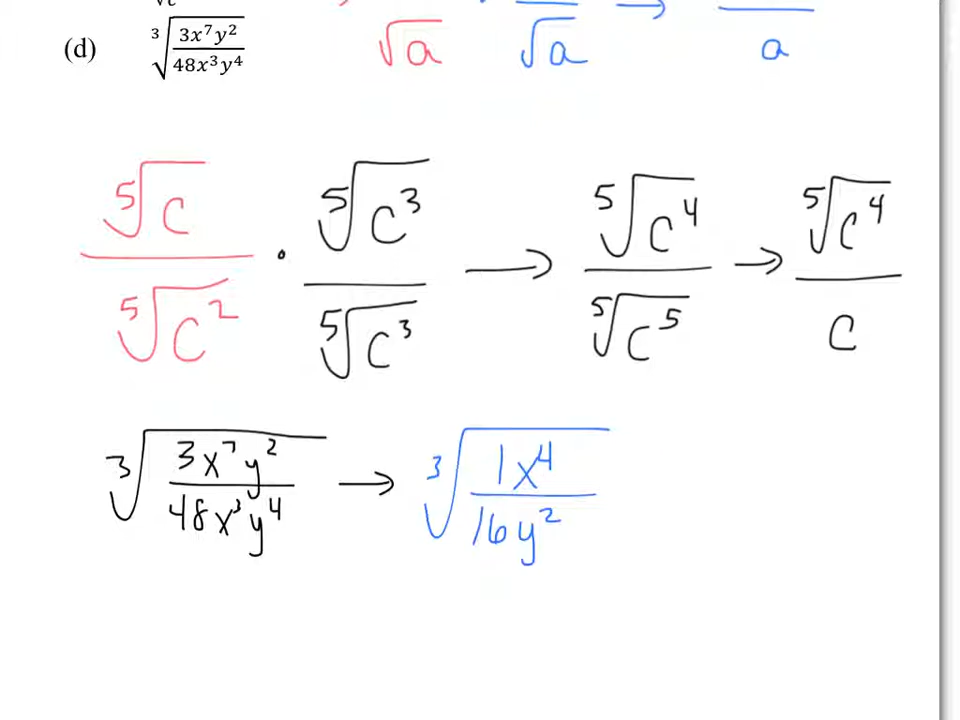 (d) ∛(3x⁷y²/48x³y⁴) √a √a → a
⁵√c / ⁵√c² · ⁵√c³ / ⁵√c³ → ⁵√c⁴ / ⁵√c⁵ → ⁵√c⁴ / c
∛(3x⁷y²/48x³y⁴) → ∛(1x⁴/16y²)